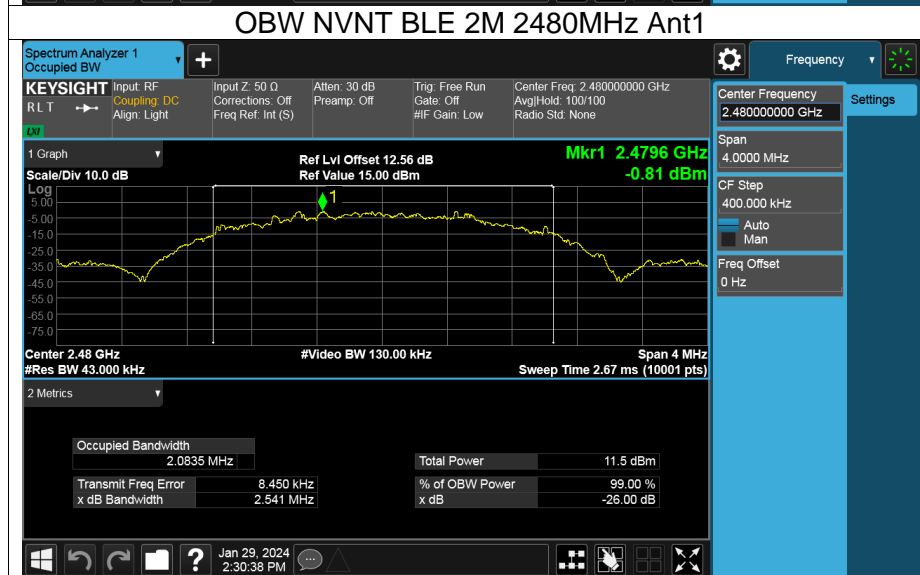 OBW NVNT BLE 2M 2480MHz Ant1
Spectrum Analyzer 1
Occupied BW
+
Frequency
KEYSIGHT
Input: RF
Input Z: 50 Ω
Atten: 30 dB
Trig: Free Run
Center Freq: 2.480000000 GHz
R L T
Coupling: DC
Corrections: Off
Preamp: Off
Gate: Off
Avg|Hold: 100/100
Align: Light
Freq Ref: Int (S)
#IF Gain: Low
Radio Std: None
LXI
Center Frequency
2.480000000 GHz
Settings
Span
4.0000 MHz
CF Step
400.000 kHz
Auto
Man
Freq Offset
0 Hz
1 Graph
Ref Lvl Offset 12.56 dB
Mkr1 2.4796 GHz
Scale/Div 10.0 dB
Ref Value 15.00 dBm
-0.81 dBm
Log
1
5.00
-5.00
-15.0
-25.0
-35.0
-45.0
-55.0
-65.0
-75.0
Center 2.48 GHz
#Video BW 130.00 kHz
Span 4 MHz
#Res BW 43.000 kHz
Sweep Time 2.67 ms (10001 pts)
2 Metrics
Occupied Bandwidth
2.0835 MHz
Total Power 11.5 dBm
Transmit Freq Error 8.450 kHz
% of OBW Power 99.00 %
x dB Bandwidth 2.541 MHz
x dB -26.00 dB
?
Jan 29, 2024
2:30:38 PM